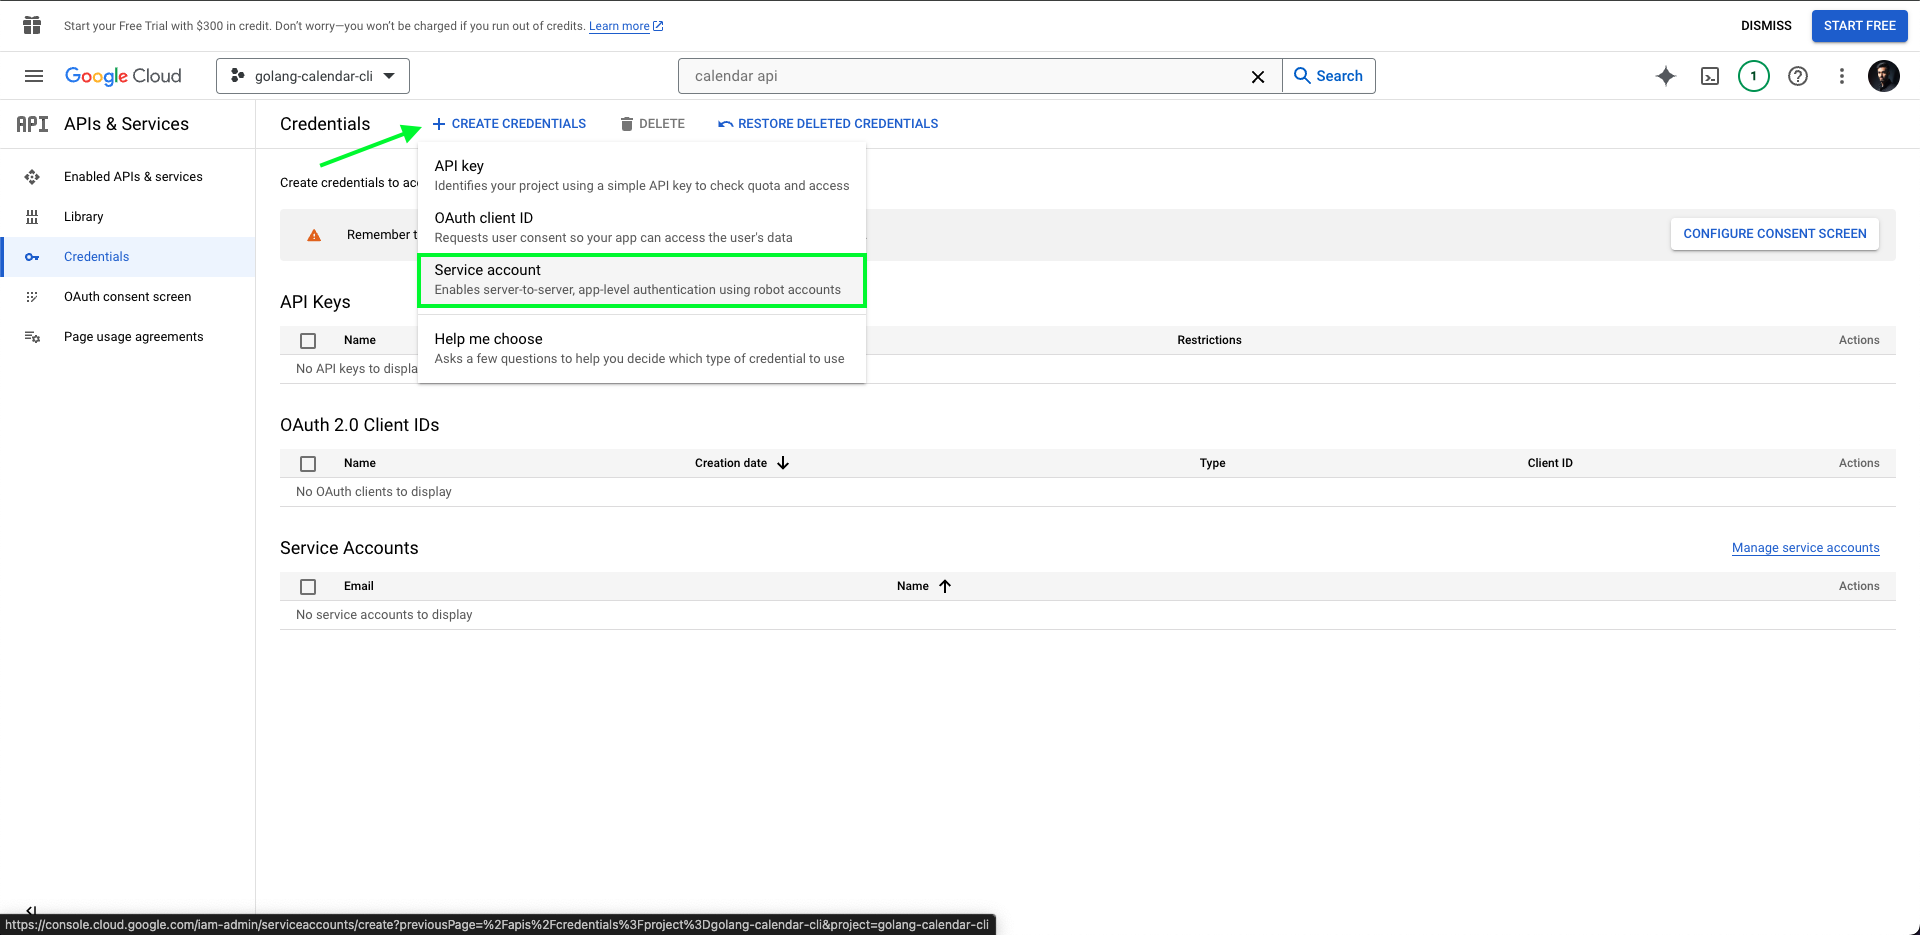 Start your Free Trial with $300 in credit. Don't worry—you won't be charged if you run out of credits. Learn more
DISMISS
START FREE
Google Cloud
golang-calendar-cli
calendar api
Search
1
API
APIs & Services
Credentials
CREATE CREDENTIALS
DELETE
RESTORE DELETED CREDENTIALS
Enabled APIs & services
Library
Credentials
OAuth consent screen
Page usage agreements
Create credentials to
API key
Identifies your project using a simple API key to check quota and access
OAuth client ID
Requests user consent so your app can access the user's data
Service account
Enables server-to-server, app-level authentication using robot accounts
Help me choose
Asks a few questions to help you decide which type of credential to use
Remember
CONFIGURE CONSENT SCREEN
API Keys
Name
Restrictions
Actions
No API keys to displa
OAuth 2.0 Client IDs
Name
Creation date
Type
Client ID
Actions
No OAuth clients to display
Service Accounts
Manage service accounts
Email
Name
Actions
No service accounts to display
https://console.cloud.google.com/iam-admin/serviceaccounts/create?previousPage=%2Fapis%2Fcredentials%3Fproject%3Dgolang-calendar-cli&project=golang-calendar-cli